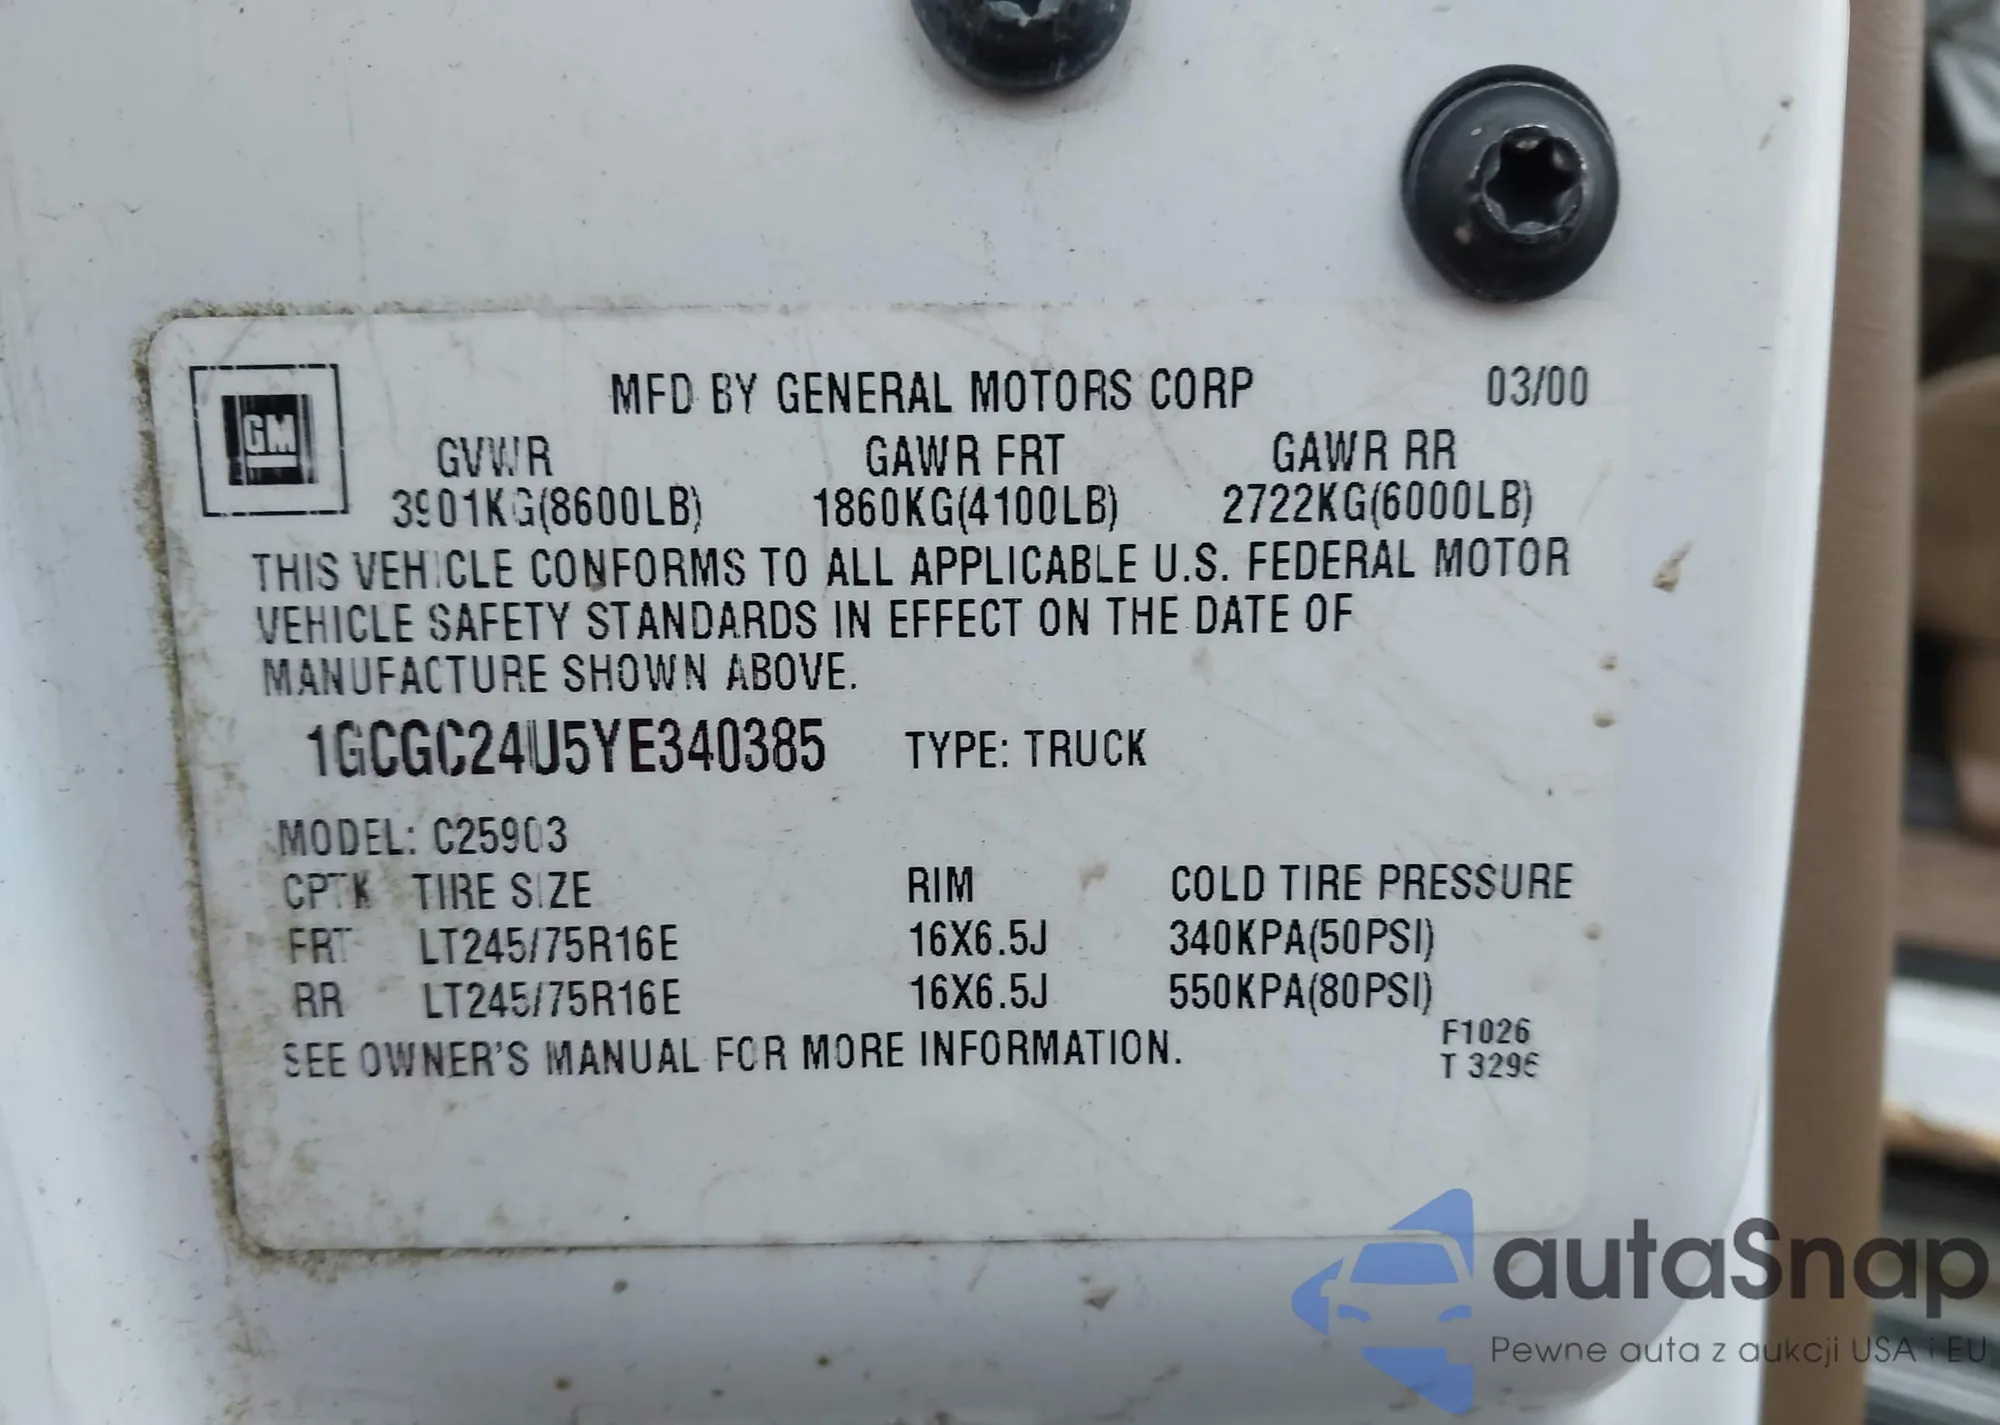 GM
MFD BY GENERAL MOTORS CORP 03/00
GVWR GAWR FRT GAWR RR
3901KG(8600LB) 1860KG(4100LB) 2722KG(6000LB)
THIS VEHICLE CONFORMS TO ALL APPLICABLE U.S. FEDERAL MOTOR
VEHICLE SAFETY STANDARDS IN EFFECT ON THE DATE OF
MANUFACTURE SHOWN ABOVE.
1GCGC24U5YE340385 TYPE: TRUCK
MODEL: C25903
CPTK TIRE SIZE RIM COLD TIRE PRESSURE
FRT LT245/75R16E 16X6.5J 340KPA(50PSI)
RR LT245/75R16E 16X6.5J 550KPA(80PSI)
SEE OWNER'S MANUAL FOR MORE INFORMATION.
F1026
T 3296
autaSnap
Pewne auta z aukcji USA i EU